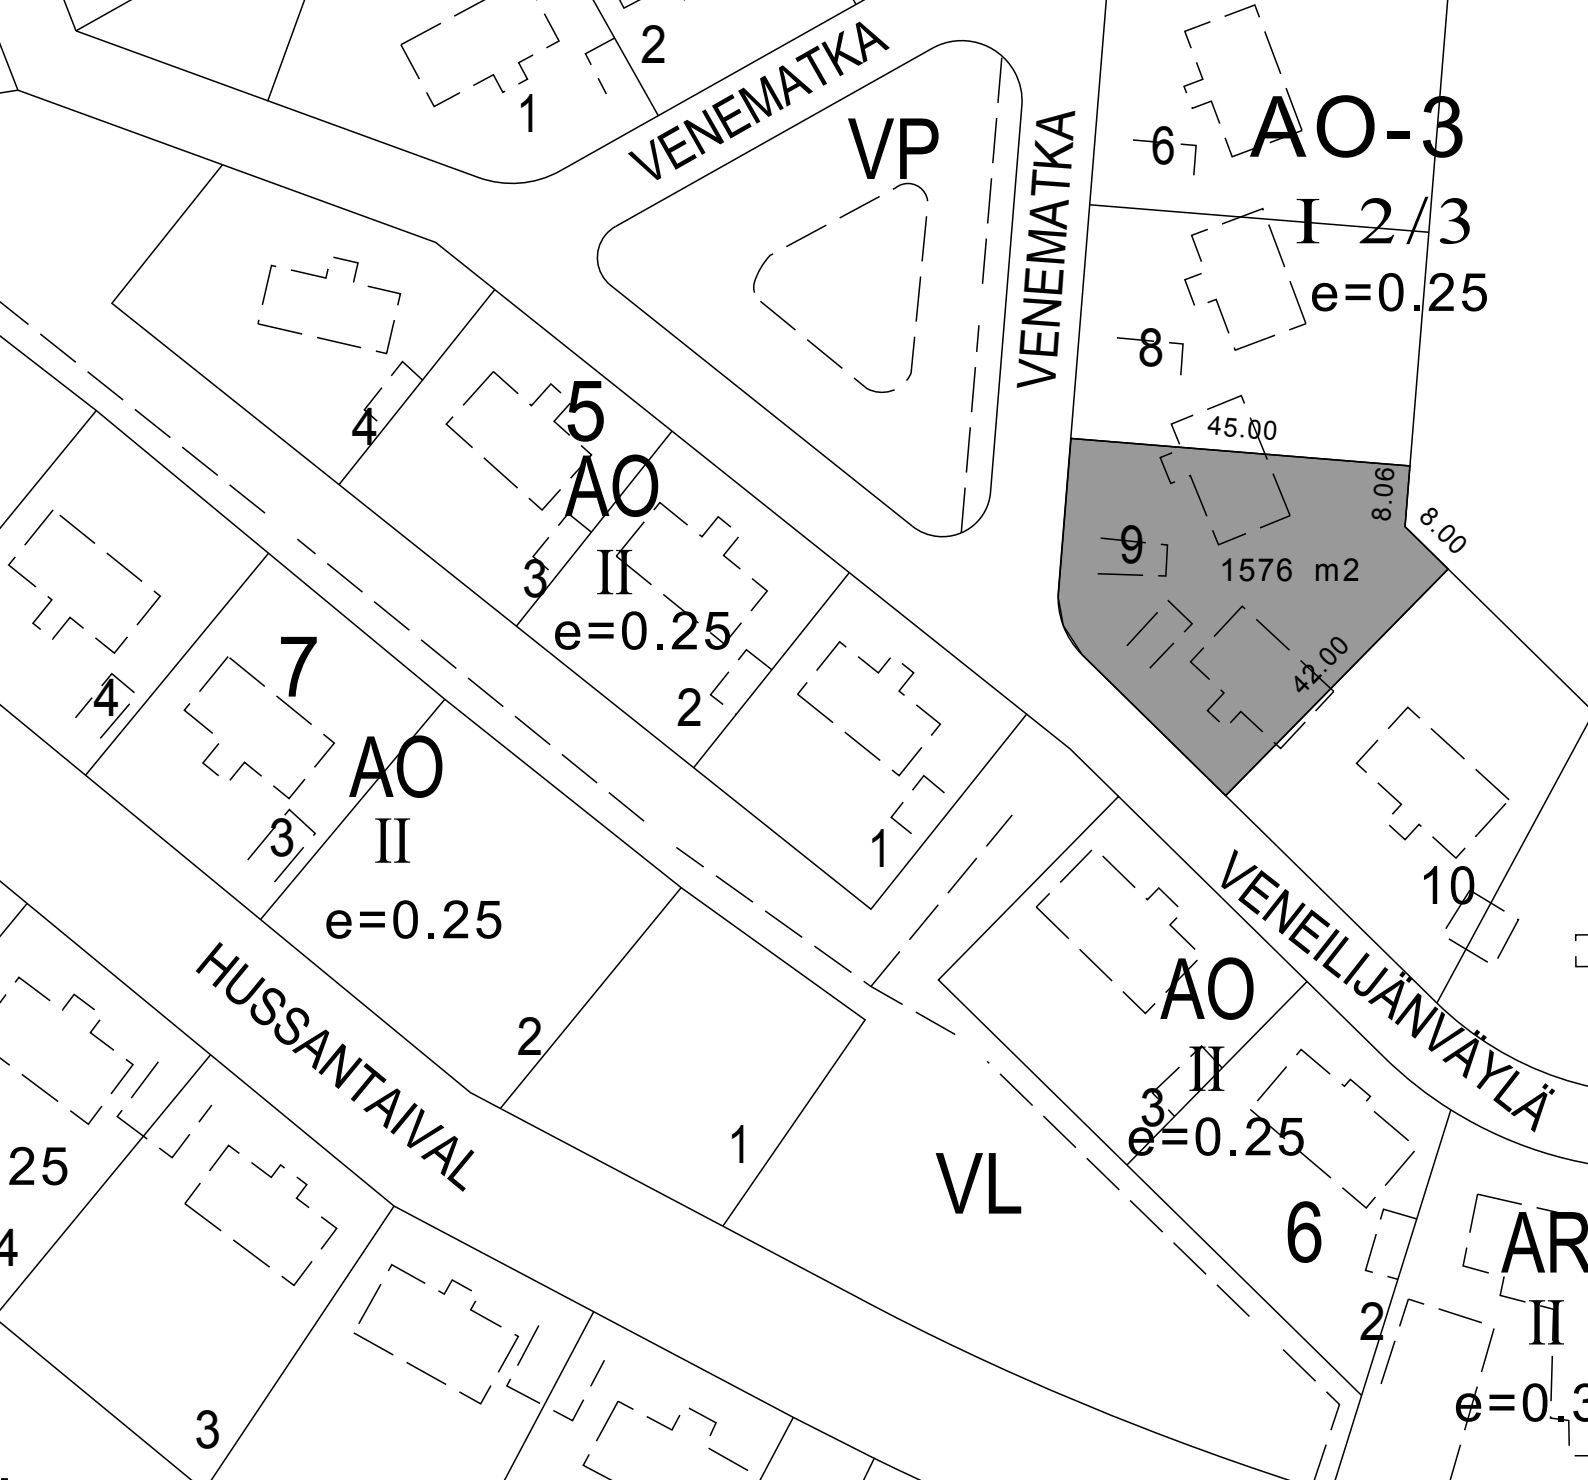 2
1
VENEMATKA
VP
VENEMATKA
6
AO-3
I 2/3
e=0.25
8
45.00
8.06
8.00
9
1576 m2
42.00
4
5
AO
II
e=0.25
3
2
1
7
4
AO
II
e=0.25
3
2
1
HUSSANTAIVAL
10
VENEILIJÄNVÄYLÄ
AO
II
3
e=0.25
VL
6
2
AR
II
e=0.3
25
4
3